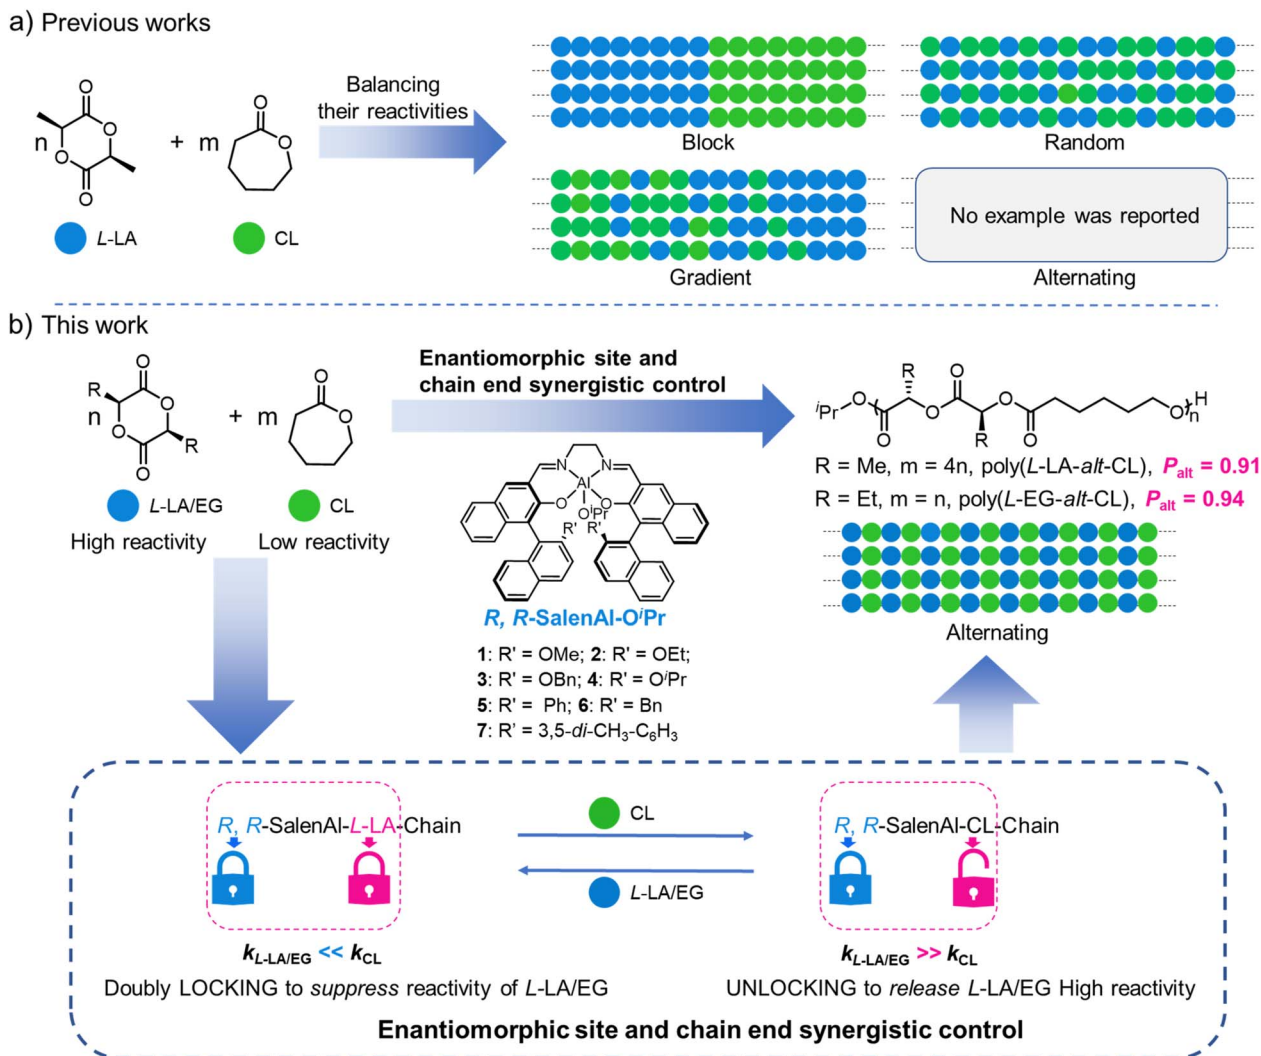 a) Previous works
Balancing
their reactivities
O
O
O
O
n
+ m
O
O
L-LA
CL
Block
Random
Gradient
No example was reported
Alternating
b) This work
R
O
O
O
O
R
n
+ m
O
O
L-LA/EG
CL
High reactivity
Low reactivity
Enantiomorphic site and
chain end synergistic control
N
N
Al
O
O
OⁱPr
R'
R'
R, R-SalenAl-OⁱPr
1: R' = OMe; 2: R' = OEt;
3: R' = OBn; 4: R' = OⁱPr
5: R' = Ph; 6: R' = Bn
7: R' = 3,5-di-CH₃-C₆H₃
ⁱPr
O
R
O
O
O
R
O
O
O
H
n
R = Me, m = 4n, poly(L-LA-alt-CL), Palt = 0.91
R = Et, m = n, poly(L-EG-alt-CL), Palt = 0.94
Alternating
R, R-SalenAl-L-LA-Chain
CL
L-LA/EG
R, R-SalenAl-CL-Chain
kL-LA/EG << kCL
kL-LA/EG >> kCL
Doubly LOCKING to suppress reactivity of L-LA/EG
UNLOCKING to release L-LA/EG High reactivity
Enantiomorphic site and chain end synergistic control